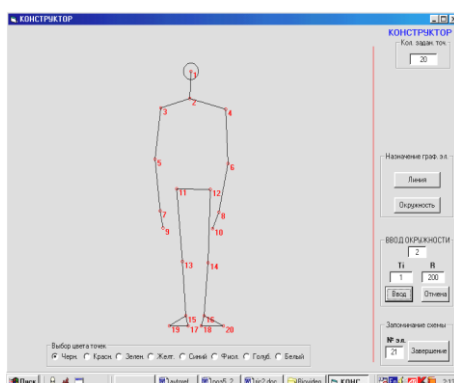 КОНСТРУКТОР
КОНСТРУКТОР
Кол. задан. точ
20
1
2
3
4
5
6
7
8
9
10
11
12
13
14
15
16
17
18
19
20
Назначение граф. эл.
Линия
Окружность
ВВОД ОКРУЖНОСТИ
2
Ti R
1 200
Ввод Отмена
Запоминание схемы
№ эл.
21 Завершение
Выбор цвета точек.
Черн. Красн. Зелен. Желт. Синий Фиол. Голуб. Белый
Пуск